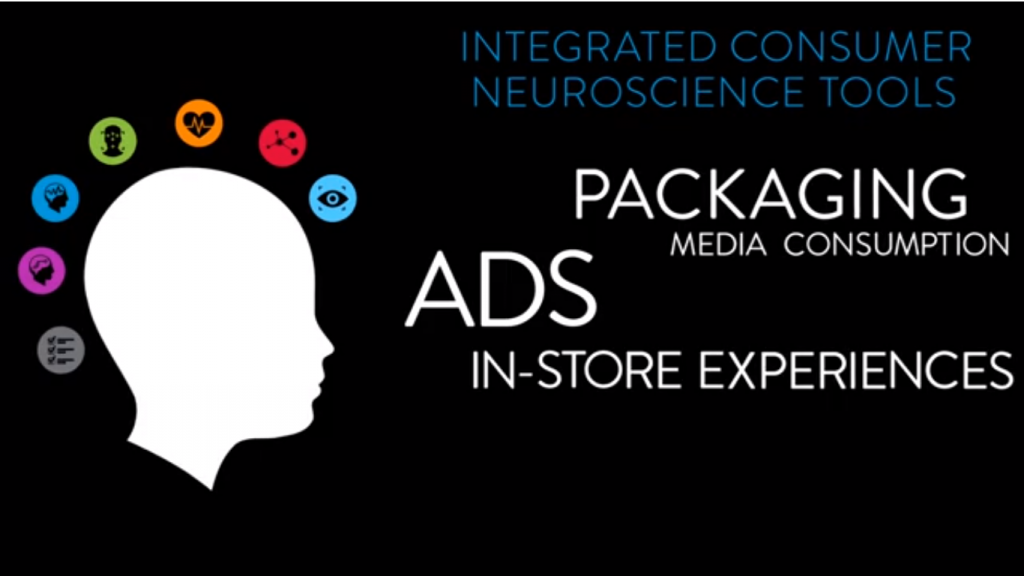 INTEGRATED CONSUMER
NEUROSCIENCE TOOLS
PACKAGING
MEDIA CONSUMPTION
ADS
IN-STORE EXPERIENCES